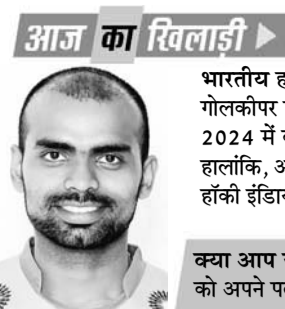 आज का खिलाड़ी
भारतीय
गोलकीपर
2024 में
हालांकि,
हॉकी इंडिया
क्या आप
को अपने